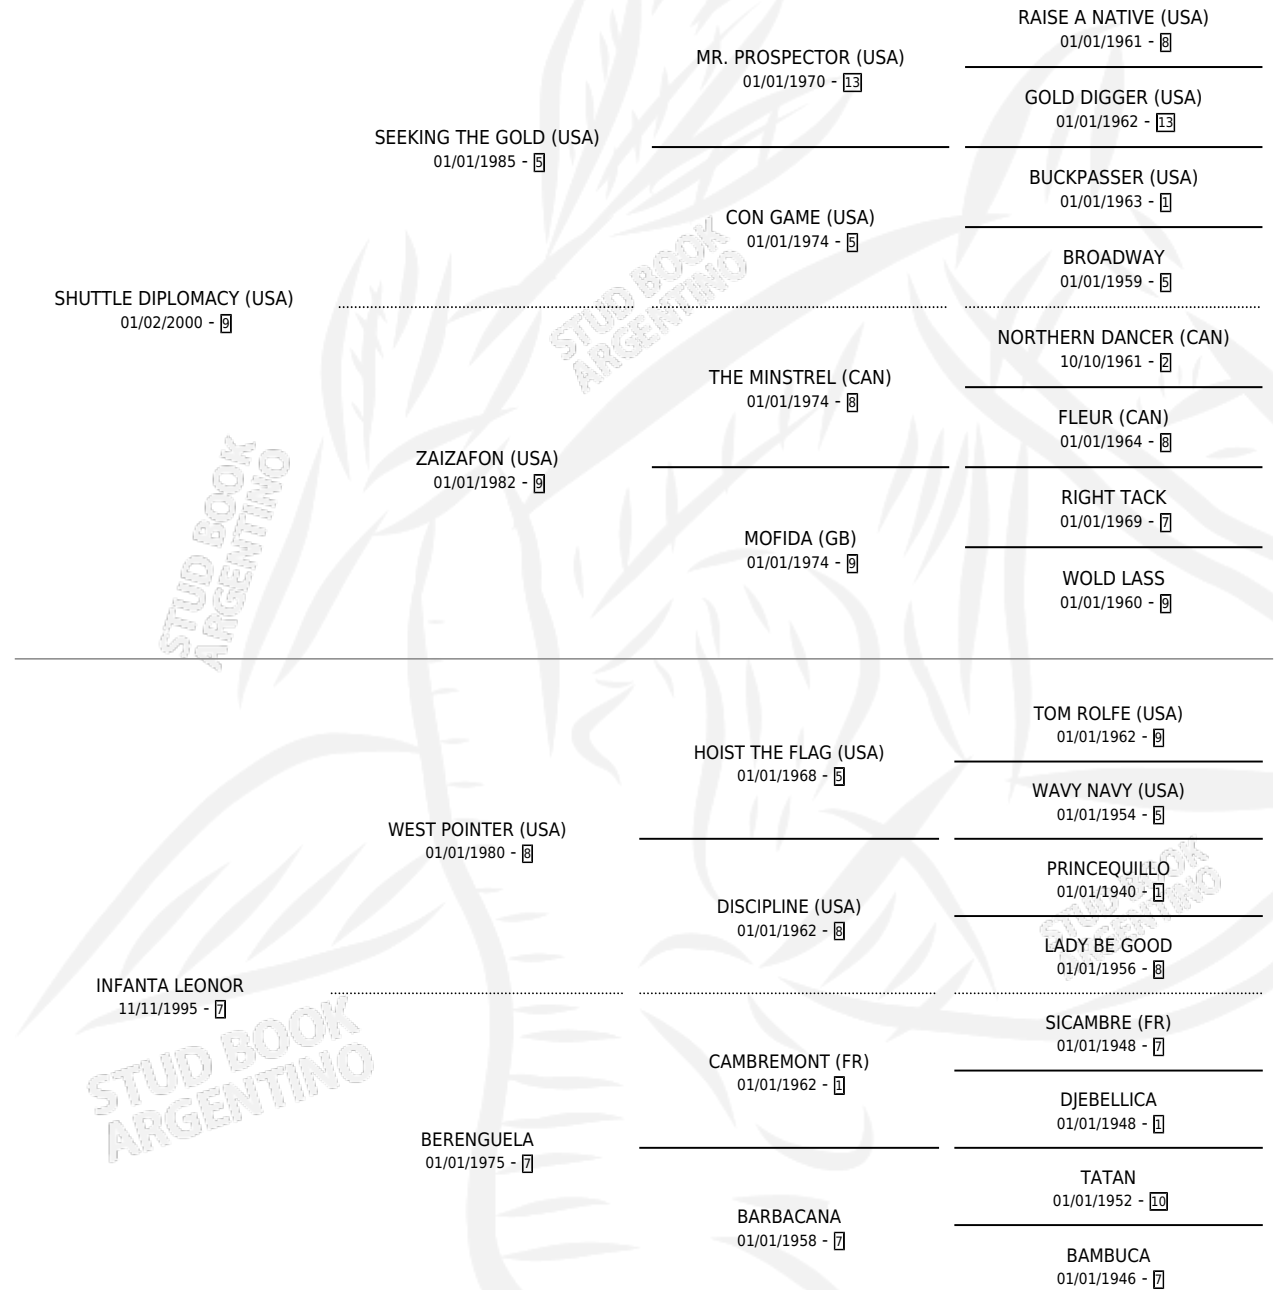 RAISE A NATIVE (USA)
01/01/1961 - 8
MR. PROSPECTOR (USA)
01/01/1970 - 13
GOLD DIGGER (USA)
01/01/1962 - 13
SEEKING THE GOLD (USA)
01/01/1985 - 5
BUCKPASSER (USA)
01/01/1963 - 1
CON GAME (USA)
01/01/1974 - 5
BROADWAY
01/01/1959 - 5
SHUTTLE DIPLOMACY (USA)
01/02/2000 - 9
STUD BOOK
ARGENTINO
NORTHERN DANCER (CAN)
10/10/1961 - 2
THE MINSTREL (CAN)
01/01/1974 - 8
FLEUR (CAN)
01/01/1964 - 8
ZAIZAFON (USA)
01/01/1982 - 9
RIGHT TACK
01/01/1969 - 7
MOFIDA (GB)
01/01/1974 - 9
WOLD LASS
01/01/1960 - 9
STUD BOOK
ARGENTINO
TOM ROLFE (USA)
01/01/1962 - 9
HOIST THE FLAG (USA)
01/01/1968 - 5
WAVY NAVY (USA)
01/01/1954 - 5
WEST POINTER (USA)
01/01/1980 - 8
PRINCEQUILLO
01/01/1940 - 1
DISCIPLINE (USA)
01/01/1962 - 8
LADY BE GOOD
01/01/1956 - 8
STUD BOOK
ARGENTINO
INFANTA LEONOR
11/11/1995 - 7
STUD BOOK
ARGENTINO
SICAMBRE (FR)
01/01/1948 - 7
CAMBREMONT (FR)
01/01/1962 - 1
DJEBELLICA
01/01/1948 - 1
BERENGUELA
01/01/1975 - 7
TATAN
01/01/1952 - 10
BARBACANA
01/01/1958 - 7
BAMBUCA
01/01/1946 - 7